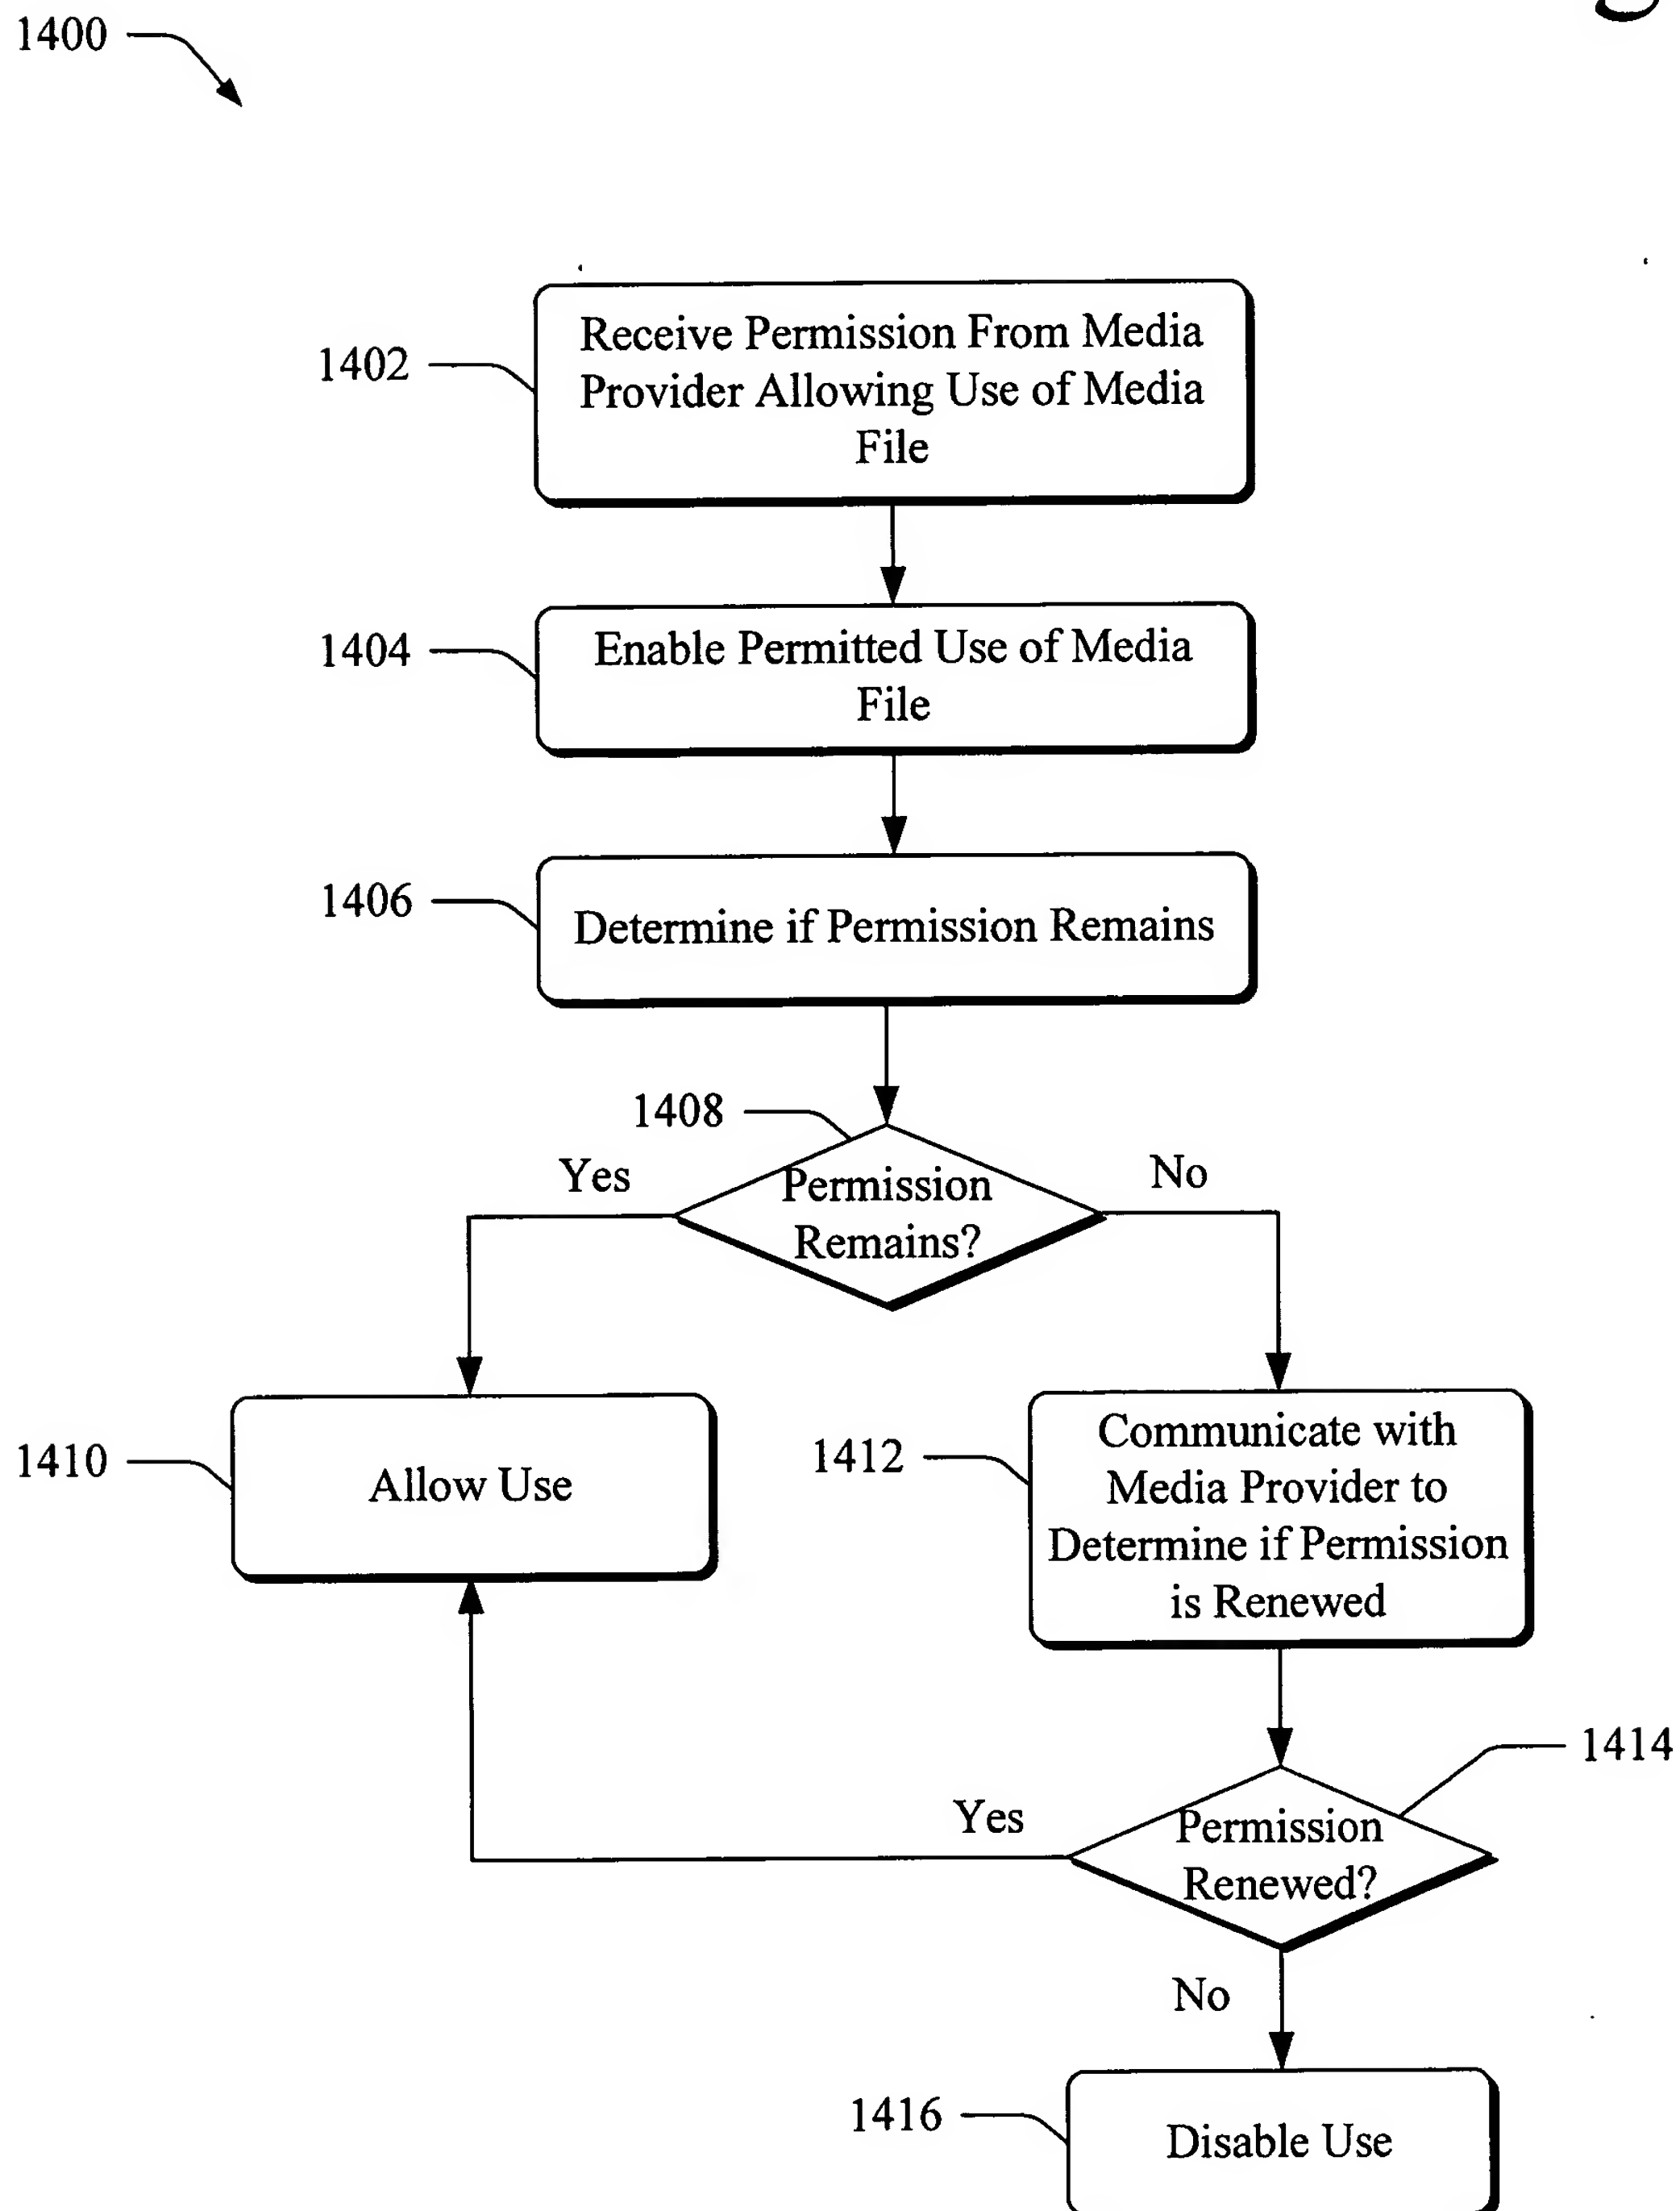 1400
1402
Receive Permission From Media
Provider Allowing Use of Media
File
1404
Enable Permitted Use of Media
File
1406
Determine if Permission Remains
1408
Yes
No
Permission
Remains?
1410
Allow Use
1412
Communicate with
Media Provider to
Determine if Permission
is Renewed
1414
Yes
Permission
Renewed?
No
1416
Disable Use